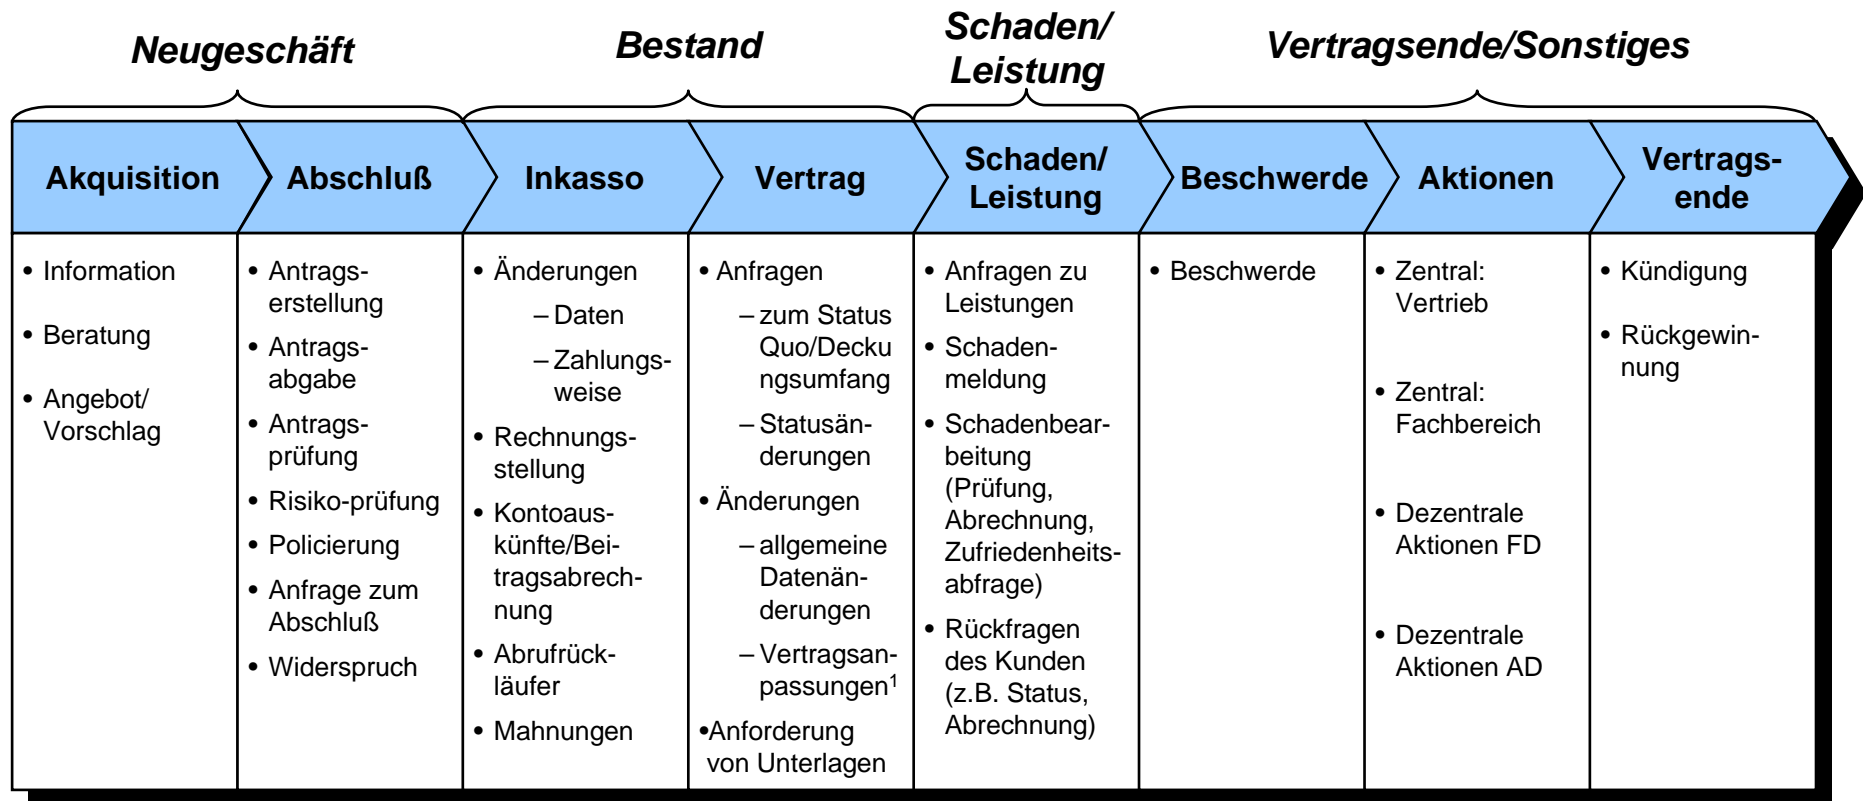 Neugeschäft
Bestand
Schaden/
Leistung
Vertragsende/Sonstiges
Akquisition
Abschluß
Inkasso
Vertrag
Schaden/
Leistung
Beschwerde
Aktionen
Vertrags-
ende
• Information
• Beratung
• Angebot/
Vorschlag
• Antrags-
erstellung
• Antrags-
abgabe
• Antrags-
prüfung
• Risiko-prüfung
• Policierung
• Anfrage zum
Abschluß
• Widerspruch
• Änderungen
– Daten
– Zahlungs-
weise
• Rechnungs-
stellung
• Kontoaus-
künfte/Bei-
tragsabrech-
nung
• Abrufrück-
läufer
• Mahnungen
• Anfragen
– zum Status
Quo/Decku
ngsumfang
– Statusän-
derungen
• Änderungen
– allgemeine
Datenän-
derungen
– Vertragsan-
passungen¹
•Anforderung
von Unterlagen
• Anfragen zu
Leistungen
• Schaden-
meldung
• Schadenbear-
beitung
(Prüfung,
Abrechnung,
Zufriedenheits-
abfrage)
• Rückfragen
des Kunden
(z.B. Status,
Abrechnung)
• Beschwerde
• Zentral:
Vertrieb
• Zentral:
Fachbereich
• Dezentrale
Aktionen FD
• Dezentrale
Aktionen AD
• Kündigung
• Rückgewin-
nung